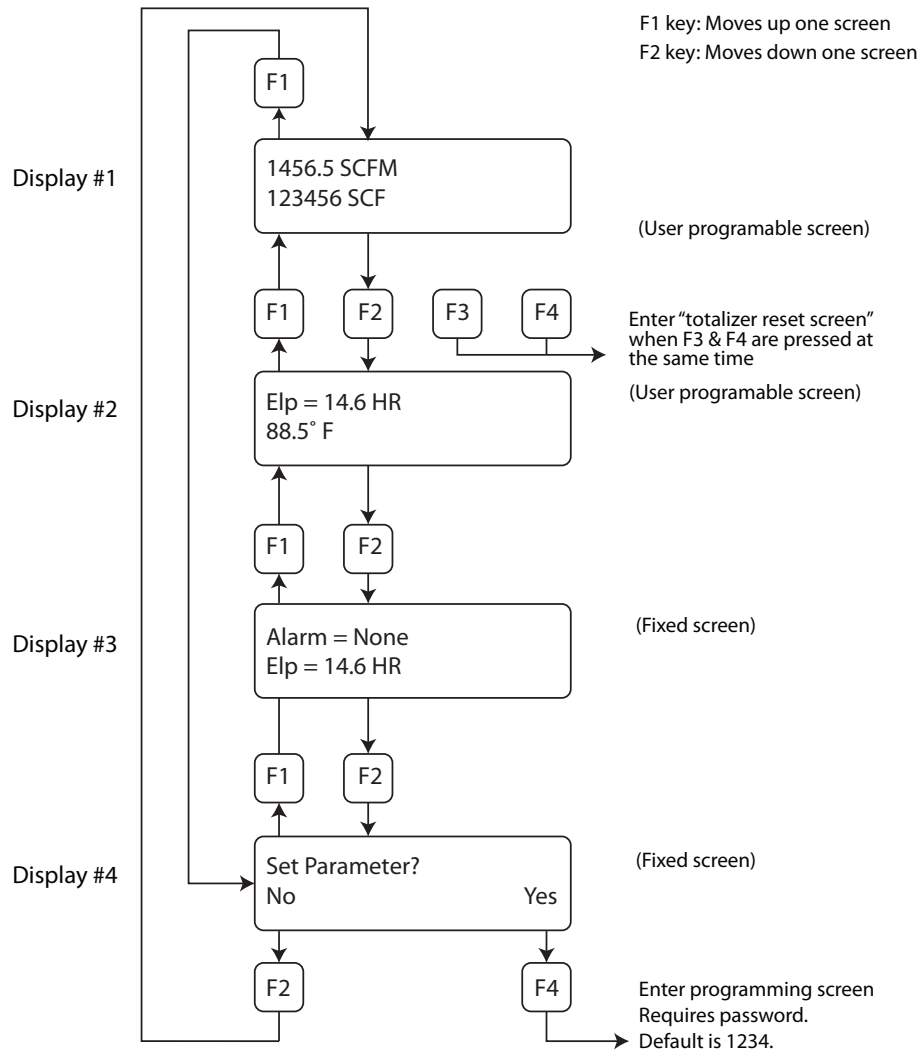 F1 key: Moves up one screen
F2 key: Moves down one screen
F1
Display #1
1456.5 SCFM
123456 SCF
(User programable screen)
F1
F2
F3
F4
Enter “totalizer reset screen”
when F3 & F4 are pressed at
the same time
(User programable screen)
Display #2
Elp = 14.6 HR
88.5° F
F1
F2
Display #3
Alarm = None
Elp = 14.6 HR
(Fixed screen)
F1
F2
Display #4
Set Parameter?
No Yes
(Fixed screen)
F2
F4
Enter programming screen
Requires password.
Default is 1234.